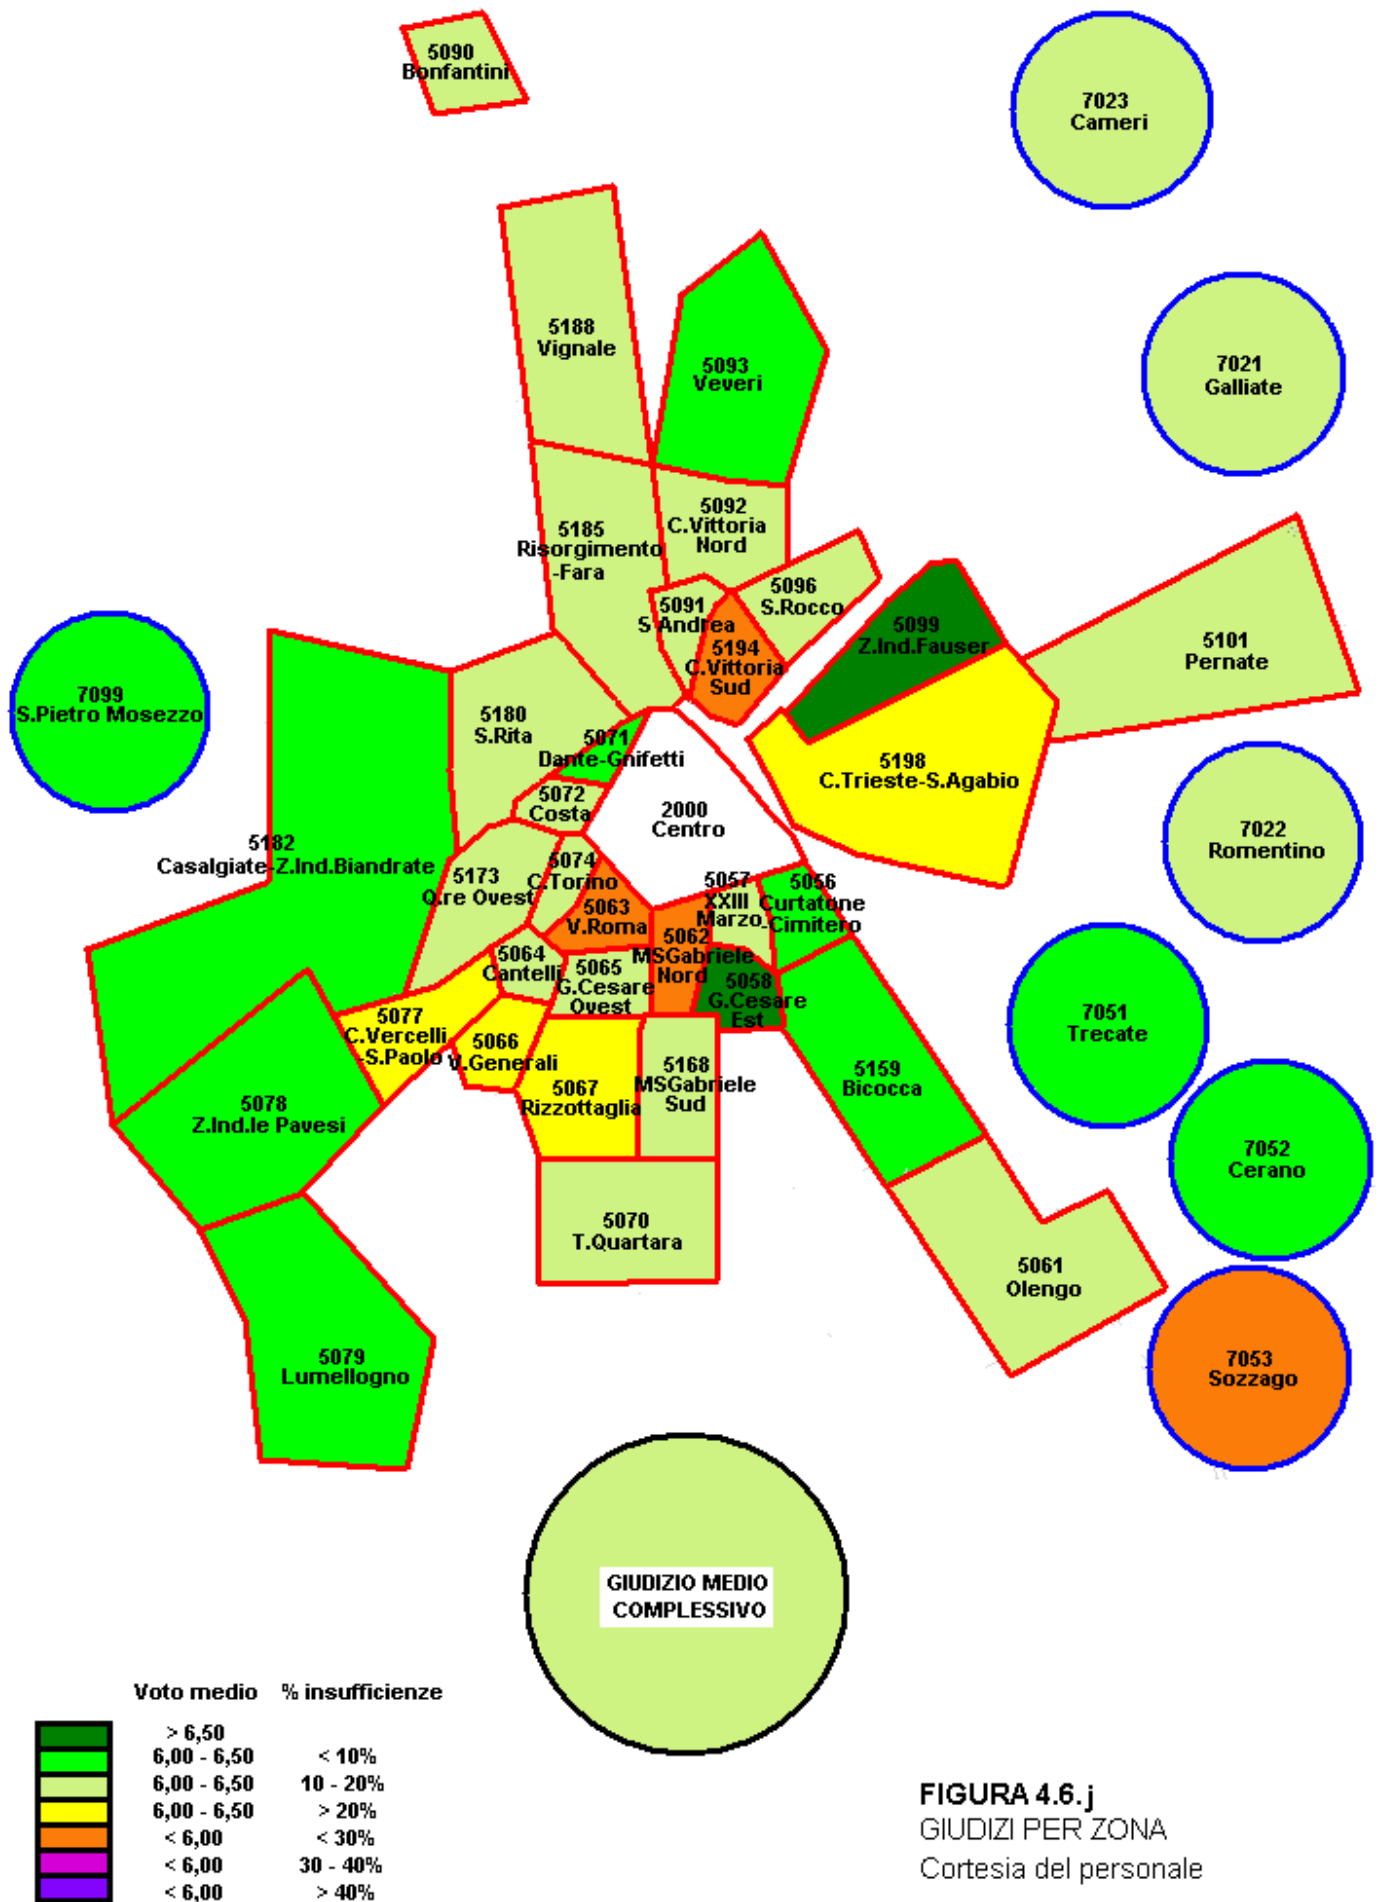 5090
Bonfantini
7023
Cameri
5188
Vignale
5093
Veveri
7021
Galliate
5092
C.Vittoria
Nord
5185
Risorgimento
-Fara
5096
S.Rocco
5091
S.Andrea
5099
Z.Ind.Fauser
5194
C.Vittoria
Sud
5101
Pernate
7099
S.Pietro Mosezzo
5180
S.Rita
5071
Dante-Gnifetti
5198
C.Trieste-S.Agabio
5072
Costa
2000
Centro
7022
Romentino
5182
Casalgiate-Z.Ind.Biandrate
5074
C.Torino
5173
Q.re Ovest
5057
XXIII
Marzo
5056
Curtatone
-Cimitero
5063
V.Roma
5062
MSGabriele
Nord
5064
Cantelli
5065
G.Cesare
Ovest
5058
G.Cesare
Est
7051
Trecate
5077
C.Vercelli
-S.Paolo
5066
V.Generali
5067
Rizzottaglia
5168
MSGabriele
Sud
5159
Bicocca
5078
Z.Ind.le Pavesi
7052
Cerano
5070
T.Quartara
5061
Olengo
5079
Lumellogno
7053
Sozzago
GIUDIZIO MEDIO
COMPLESSIVO
Voto medio % insufficienze
> 6,50
6,00 - 6,50 < 10%
6,00 - 6,50 10 - 20%
6,00 - 6,50 > 20%
< 6,00 < 30%
< 6,00 30 - 40%
< 6,00 > 40%
FIGURA 4.6.j
GIUDIZI PER ZONA
Cortesia del personale